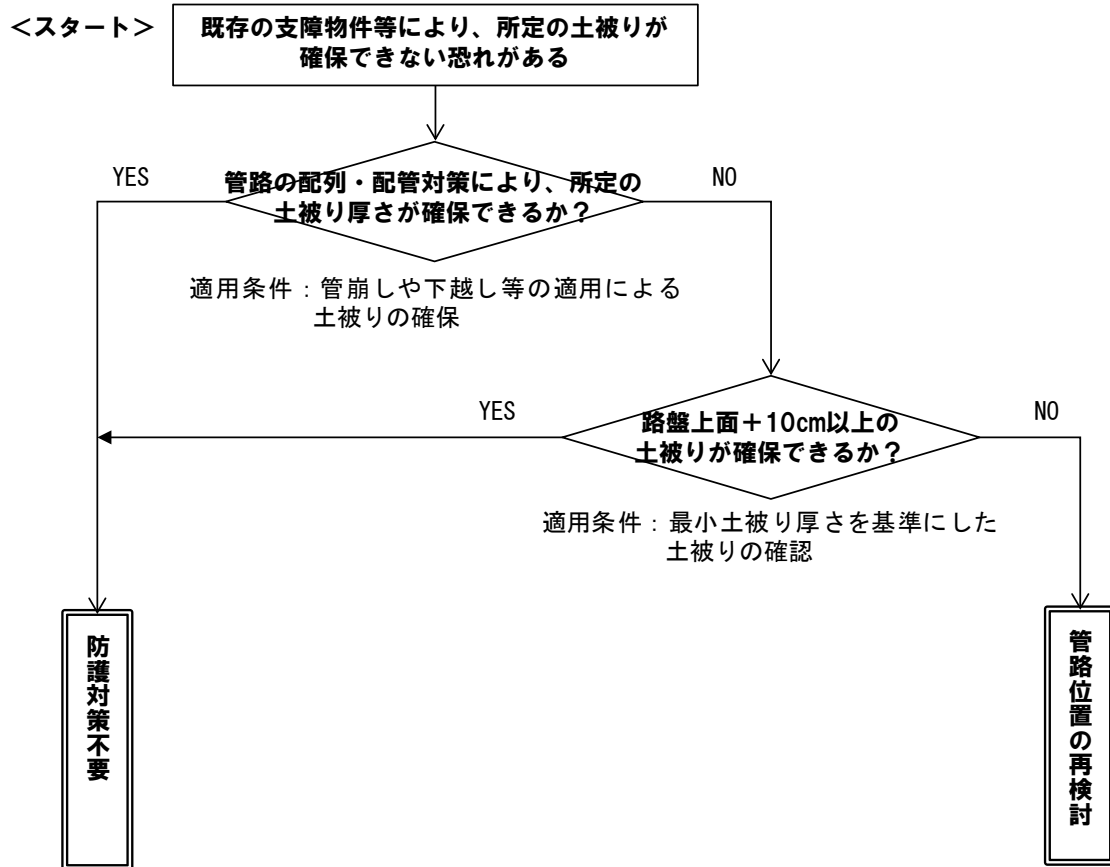 ＜スタート＞
既存の支障物件等により、所定の土被りが
確保できない恐れがある
YES
管路の配列・配管対策により、所定の
土被り厚さが確保できるか？
NO
適用条件：管崩しや下越し等の適用による
土被りの確保
YES
路盤上面＋10cm以上の
土被りが確保できるか？
NO
適用条件：最小土被り厚さを基準にした
土被りの確認
防護対策不要
管路位置の再検討